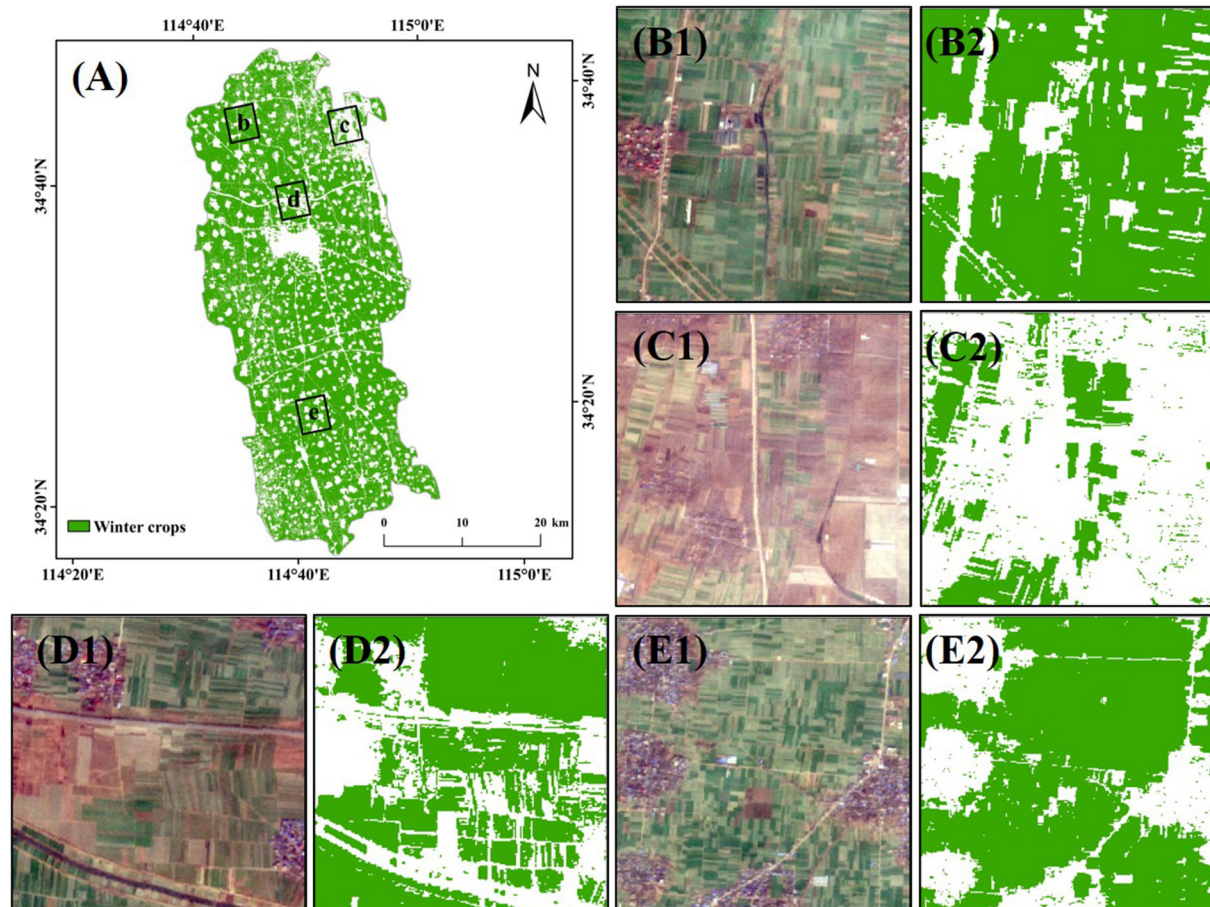 114°40'E
115°0'E
(A)
N
34°40'N
34°40'N
b
c
d
34°20'N
e
34°20'N
Winter crops
0 10 20 km
114°20'E
114°40'E
115°0'E
(B1)
(B2)
(C1)
(C2)
(D1)
(D2)
(E1)
(E2)